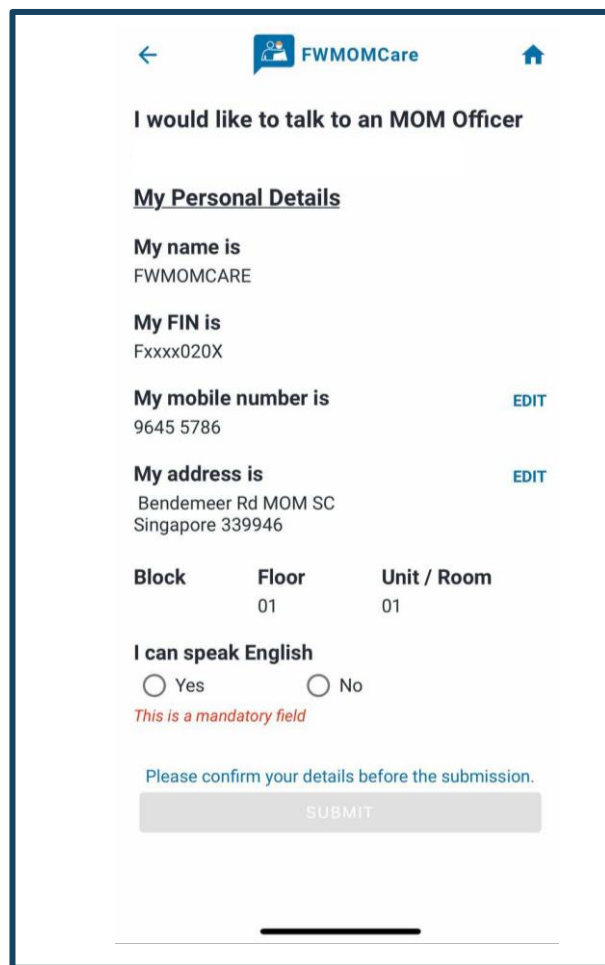 FWMOMCare
I would like to talk to an MOM Officer
My Personal Details
My name is
FWMOMCARE
My FIN is
Fxxxx020X
My mobile number is EDIT
9645 5786
My address is EDIT
Bendemeer Rd MOM SC
Singapore 339946
Block Floor Unit / Room
01 01
I can speak English
Yes No
This is a mandatory field
Please confirm your details before the submission.
SUBMIT